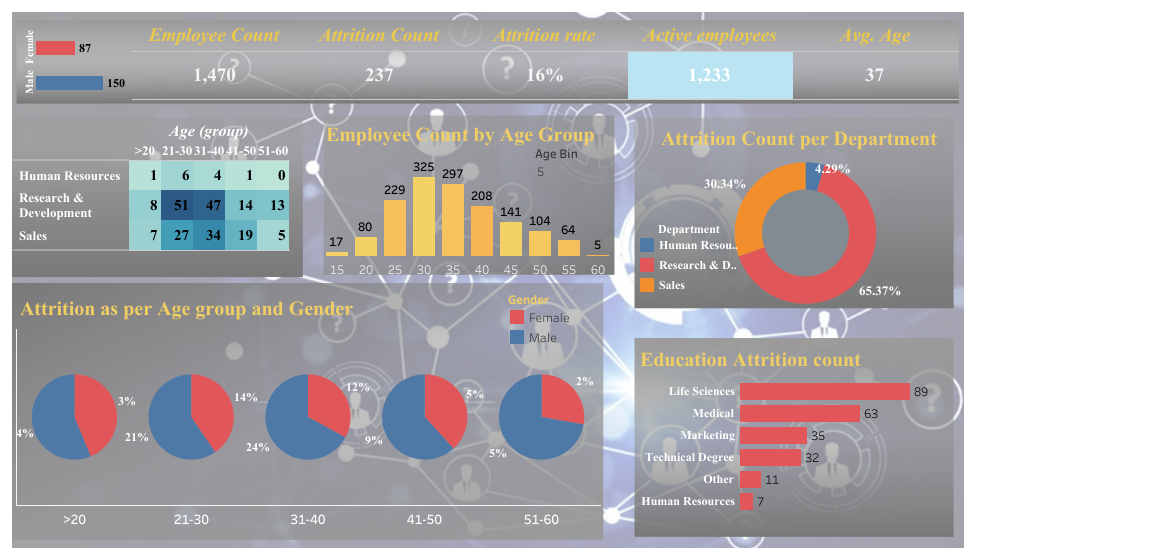 Female 87
Male 150
Employee Count Attrition Count Attrition rate Active employees Avg. Age
1,470 237 16% 1,233 37
Age (group)
>20 21-30 31-40 41-50 51-60
Human Resources 1 6 4 1 0
Research & Development 8 51 47 14 13
Sales 7 27 34 19 5
Employee Count by Age Group
Age Bin
5
17 80 229 325 297 208 141 104 64 5
15 20 25 30 35 40 45 50 55 60
Attrition Count per Department
4.29%
30.34%
65.37%
Department
Human Resou..
Research & D..
Sales
Attrition as per Age group and Gender
Gender
Female
Male
3% 14% 12% 5% 2%
4% 21% 24% 9% 5%
>20 21-30 31-40 41-50 51-60
Education Attrition count
Life Sciences 89
Medical 63
Marketing 35
Technical Degree 32
Other 11
Human Resources 7